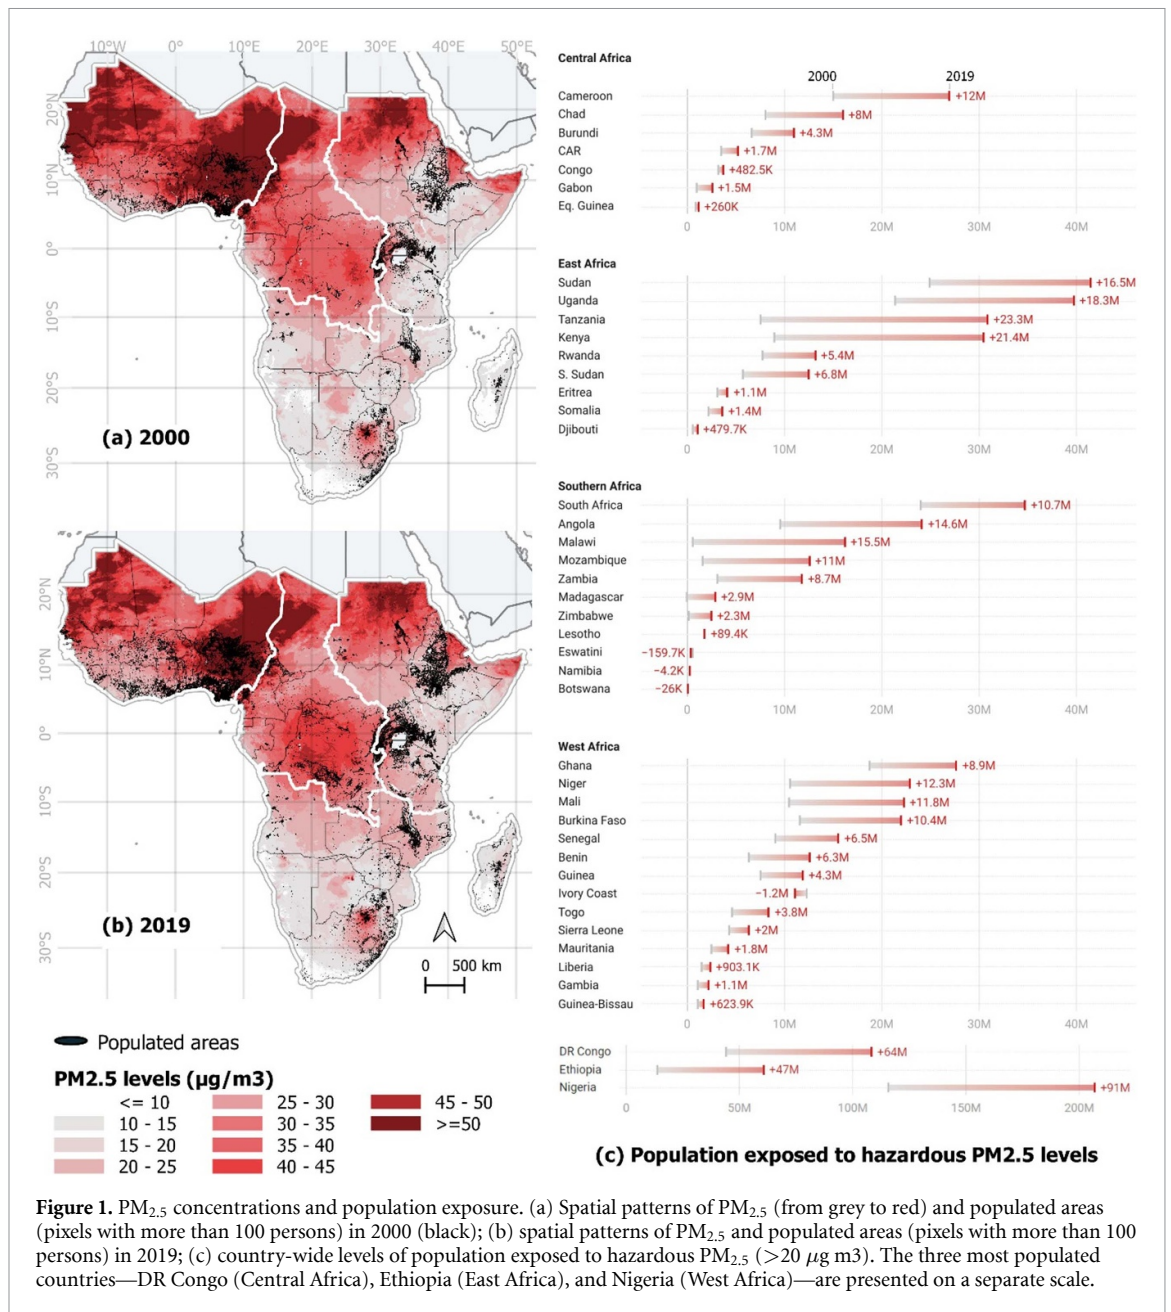 10°W 0° 10°E 20°E 30°E 40°E 50°E
20°N
10°N
0°
10°S
20°S
30°S
(a) 2000
20°N
10°N
0°
10°S
20°S
30°S
(b) 2019
0 500 km
Populated areas
PM2.5 levels (µg/m3)
<= 10
10 - 15
15 - 20
20 - 25
25 - 30
30 - 35
35 - 40
40 - 45
45 - 50
>=50
Central Africa
2000 2019
Cameroon +12M
Chad +8M
Burundi +4.3M
CAR +1.7M
Congo +482.5K
Gabon +1.5M
Eq. Guinea +260K
0 10M 20M 30M 40M
East Africa
Sudan +16.5M
Uganda +18.3M
Tanzania +23.3M
Kenya +21.4M
Rwanda +5.4M
S. Sudan +6.8M
Eritrea +1.1M
Somalia +1.4M
Djibouti +479.7K
0 10M 20M 30M 40M
Southern Africa
South Africa +10.7M
Angola +14.6M
Malawi +15.5M
Mozambique +11M
Zambia +8.7M
Madagascar +2.9M
Zimbabwe +2.3M
Lesotho +89.4K
Eswatini −159.7K
Namibia −4.2K
Botswana −26K
0 10M 20M 30M 40M
West Africa
Ghana +8.9M
Niger +12.3M
Mali +11.8M
Burkina Faso +10.4M
Senegal +6.5M
Benin +6.3M
Guinea +4.3M
Ivory Coast −1.2M
Togo +3.8M
Sierra Leone +2M
Mauritania +1.8M
Liberia +903.1K
Gambia +1.1M
Guinea-Bissau +623.9K
0 10M 20M 30M 40M
DR Congo +64M
Ethiopia +47M
Nigeria +91M
0 50M 100M 150M 200M
(c) Population exposed to hazardous PM2.5 levels
Figure 1. PM2.5 concentrations and population exposure. (a) Spatial patterns of PM2.5 (from grey to red) and populated areas
(pixels with more than 100 persons) in 2000 (black); (b) spatial patterns of PM2.5 and populated areas (pixels with more than 100
persons) in 2019; (c) country-wide levels of population exposed to hazardous PM2.5 (>20 µg m3). The three most populated
countries—DR Congo (Central Africa), Ethiopia (East Africa), and Nigeria (West Africa)—are presented on a separate scale.